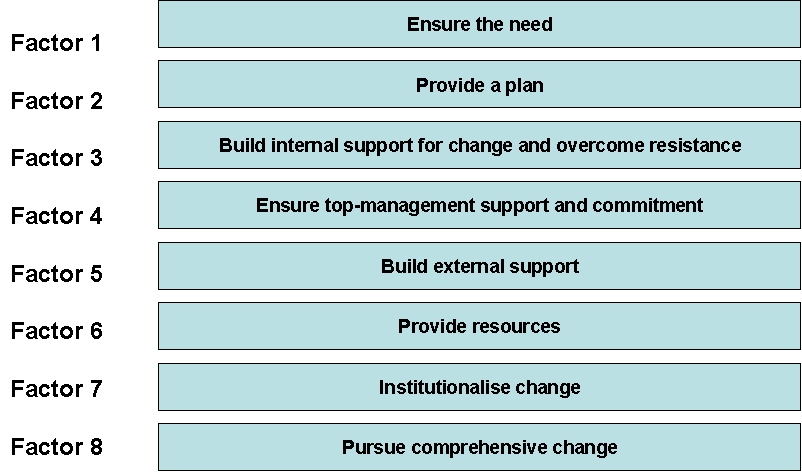 Factor 1
Ensure the need
Factor 2
Provide a plan
Factor 3
Build internal support for change and overcome resistance
Factor 4
Ensure top-management support and commitment
Factor 5
Build external support
Factor 6
Provide resources
Factor 7
Institutionalise change
Factor 8
Pursue comprehensive change